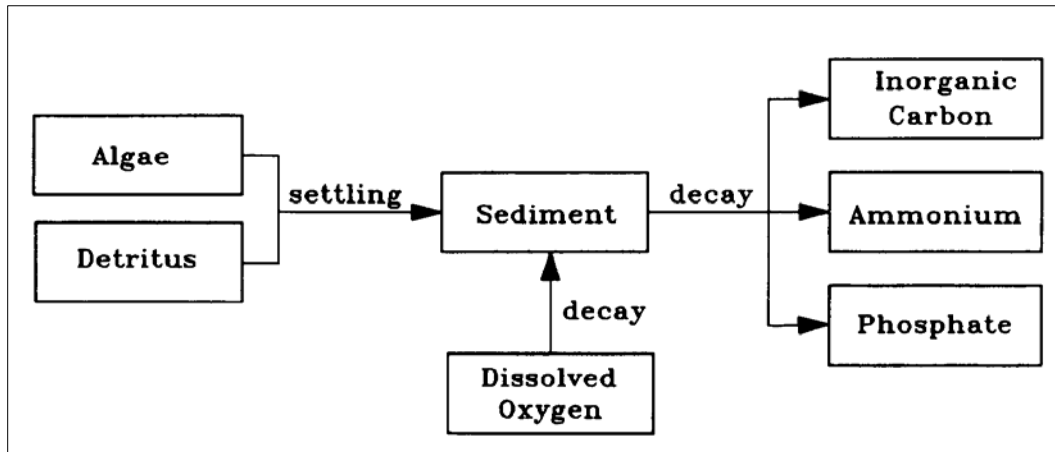 Algae
Detritus
settling
Sediment
decay
decay
Dissolved
Oxygen
Inorganic
Carbon
Ammonium
Phosphate